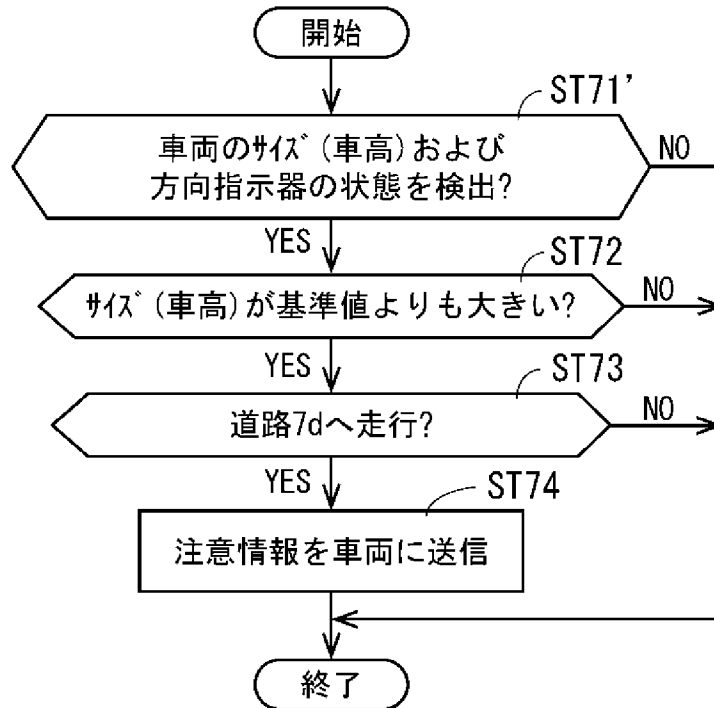 開始
ST71’
車両のｻｲｽﾞ(車高)および
方向指示器の状態を検出?
NO
YES
ST72
ｻｲｽﾞ(車高)が基準値よりも大きい?
NO
YES
ST73
道路7dへ走行?
NO
YES
ST74
注意情報を車両に送信
終了